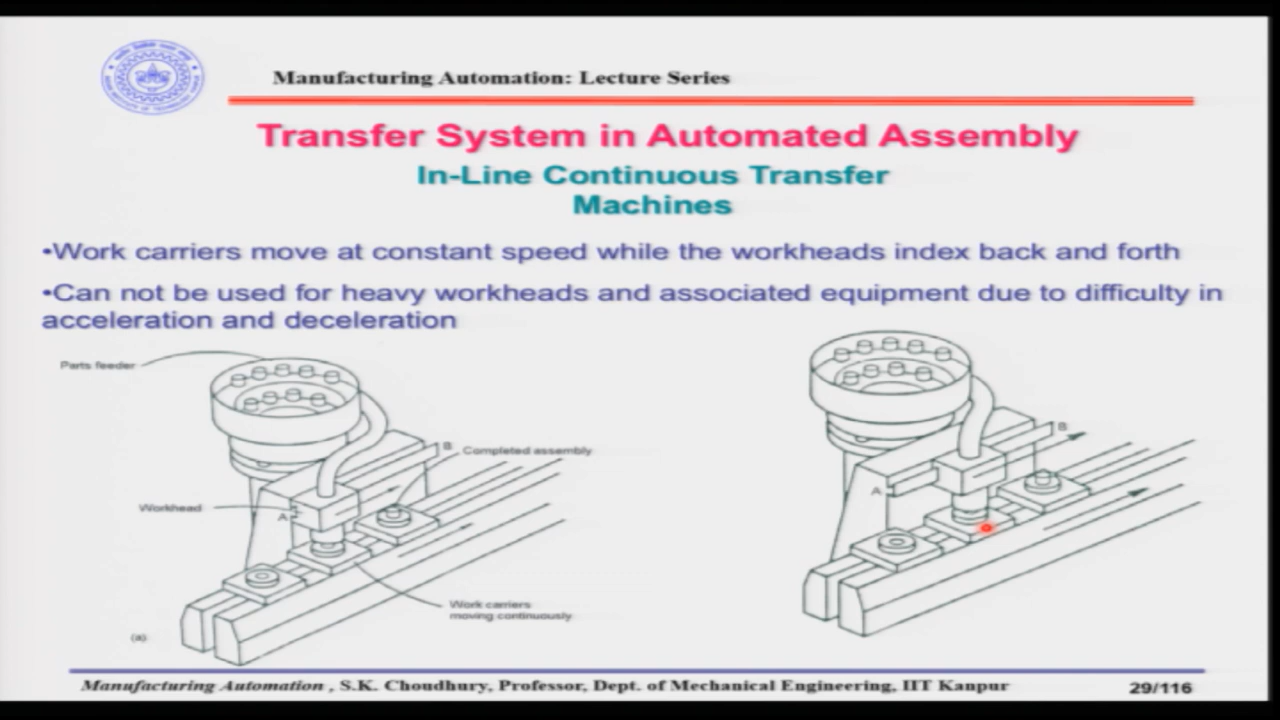 Manufacturing Automation: Lecture Series
Transfer System in Automated Assembly
In-Line Continuous Transfer
Machines
•Work carriers move at constant speed while the workheads index back and forth
•Can not be used for heavy workheads and associated equipment due to difficulty in
acceleration and deceleration
Parts feeder
B
Completed assembly
Workhead
A
Work carriers
moving continuously
(a)
B
A
Manufacturing Automation , S.K. Choudhury, Professor, Dept. of Mechanical Engineering, IIT Kanpur
29/116